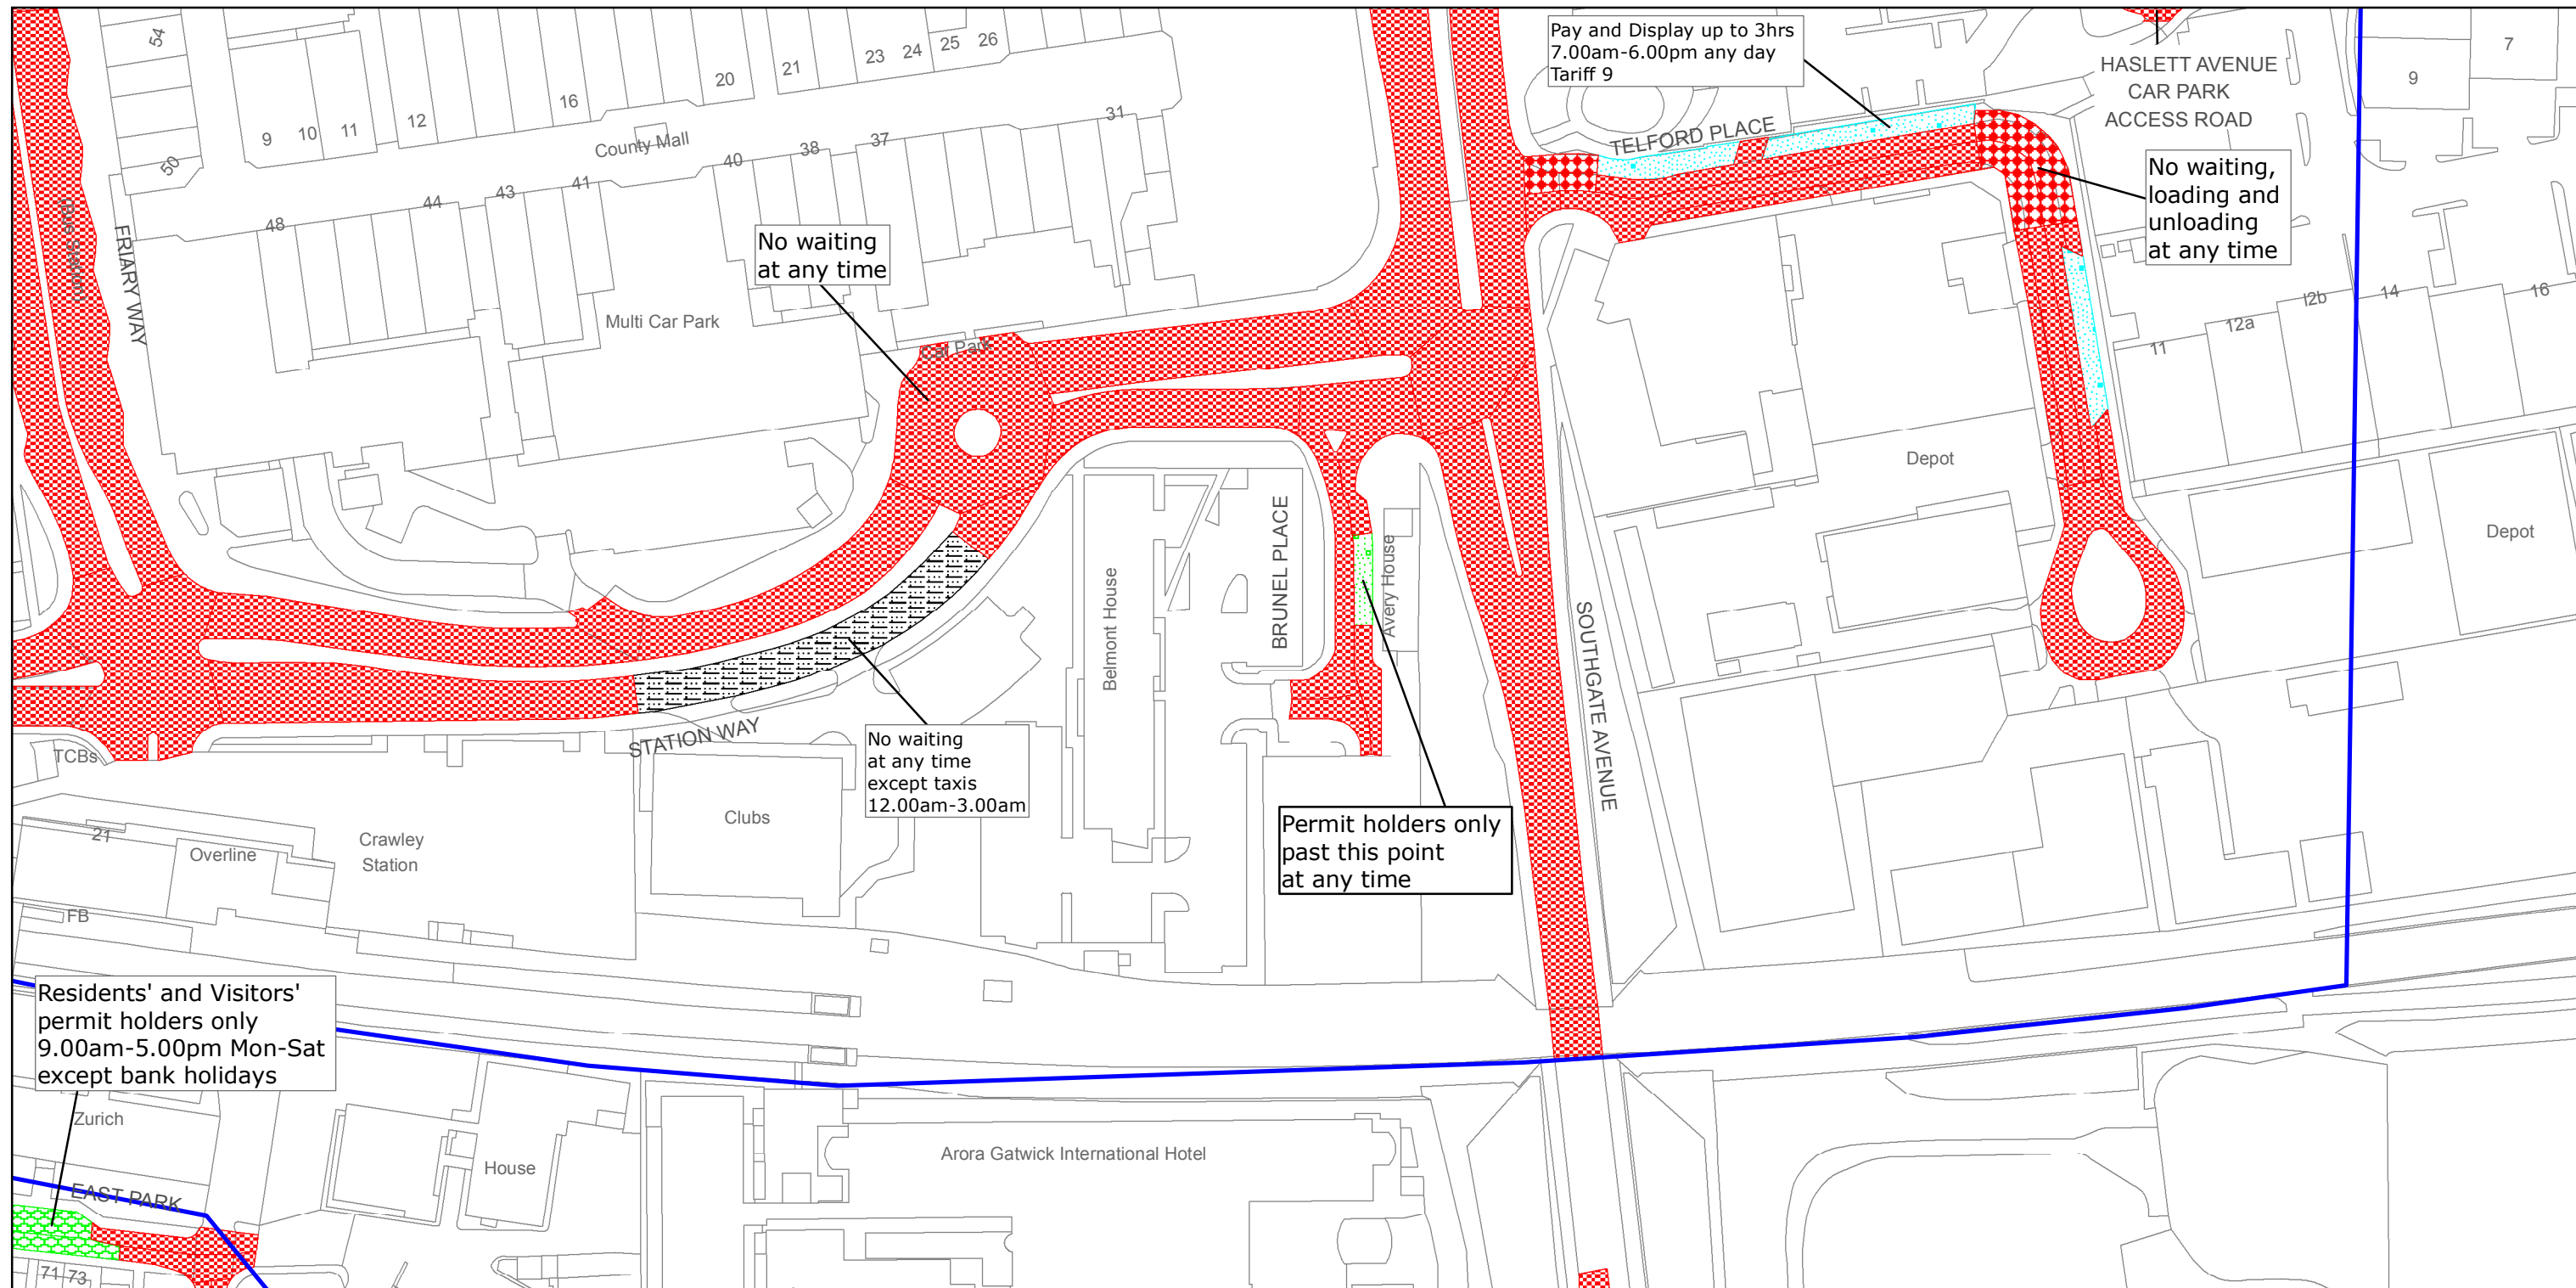 Pay and Display up to 3hrs
7.00am-6.00pm any day
Tariff 9
HASLETT AVENUE
CAR PARK
ACCESS ROAD
No waiting,
loading and
unloading
at any time
TELFORD PLACE
54
50
9
10
11
12
16
20
21
23
24
25
26
31
County Mall
48
44
43
41
40
38
37
7
9
FRIARY WAY
No waiting
at any time
Multi Car Park
Car Park
11
12a
12b
14
16
Depot
Depot
BRUNEL PLACE
Belmont House
Avery House
SOUTHGATE AVENUE
STATION WAY
No waiting
at any time
except taxis
12.00am-3.00am
Permit holders only
past this point
at any time
TCBs
21
Overline
Crawley
Station
Clubs
FB
Residents' and Visitors'
permit holders only
9.00am-5.00pm Mon-Sat
except bank holidays
Zurich
House
Arora Gatwick International Hotel
EAST PARK
71
73